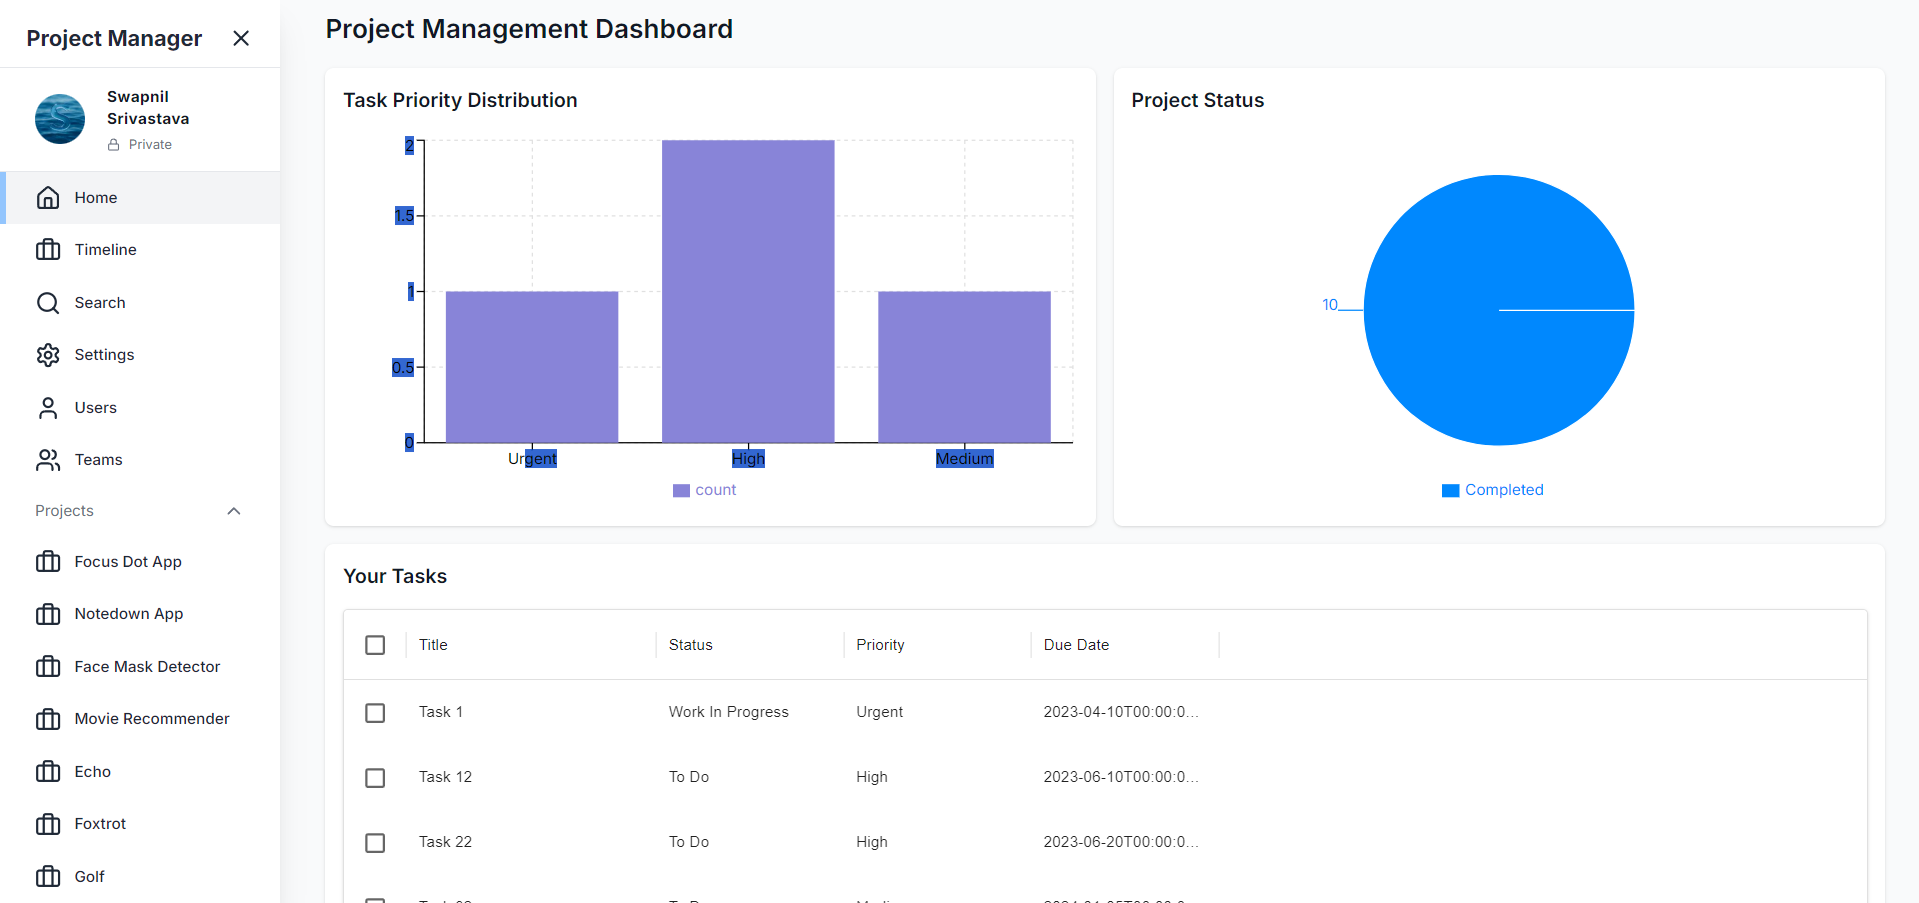 Project Manager
Swapnil
Srivastava
Private
Home
Timeline
Search
Settings
Users
Teams
Projects
Focus Dot App
Notedown App
Face Mask Detector
Movie Recommender
Echo
Foxtrot
Golf
Project Management Dashboard
Task Priority Distribution
2
1.5
1
0.5
0
Urgent High Medium
count
Project Status
10
Completed
Your Tasks
Title Status Priority Due Date
Task 1 Work In Progress Urgent 2023-04-10T00:00:0...
Task 12 To Do High 2023-06-10T00:00:0...
Task 22 To Do High 2023-06-20T00:00:0...